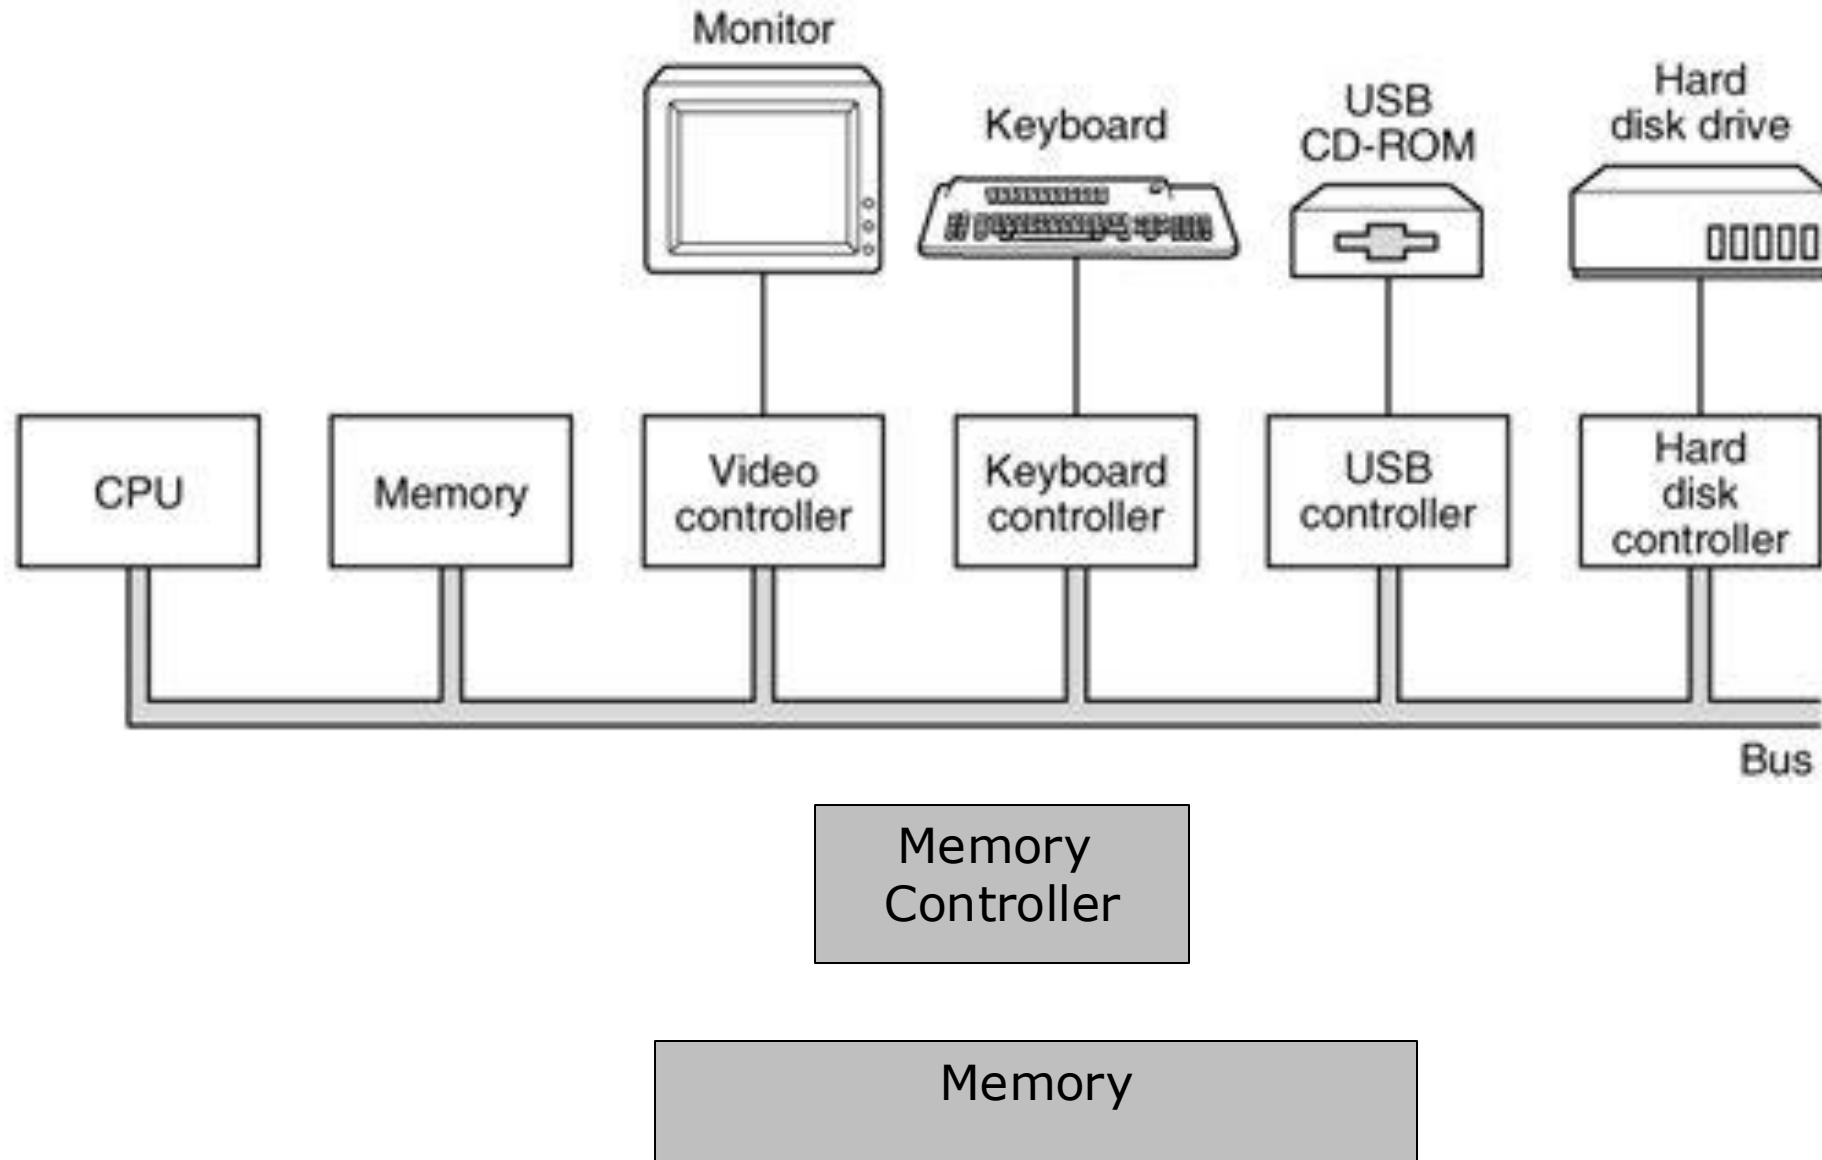 Monitor
Keyboard
USB
CD-ROM
Hard
disk drive
CPU
Memory
Video
controller
Keyboard
controller
USB
controller
Hard
disk
controller
Bus
Memory
Controller
Memory